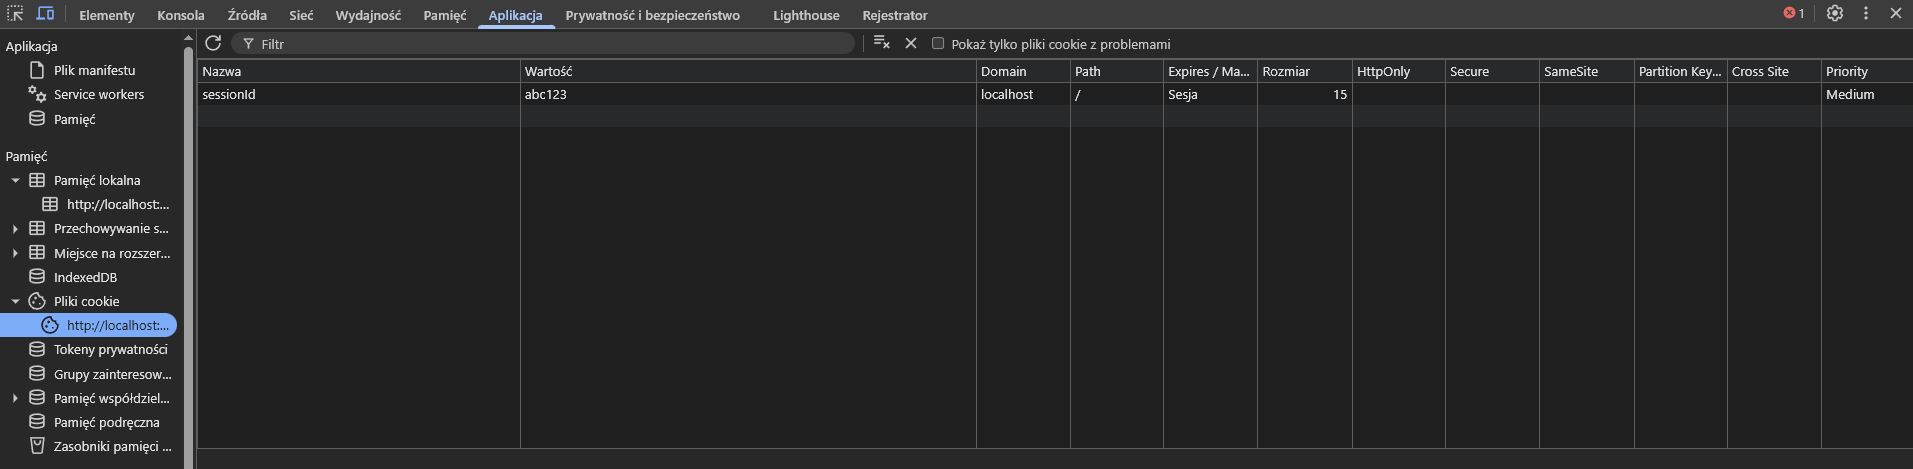 Elementy Konsola Źródła Sieć Wydajność Pamięć Aplikacja Prywatność i bezpieczeństwo Lighthouse Rejestrator 1
Aplikacja
Plik manifestu
Service workers
Pamięć
Pamięć
Pamięć lokalna
http://localhost:...
Przechowywanie s...
Miejsce na rozszer...
IndexedDB
Pliki cookie
http://localhost:...
Tokeny prywatności
Grupy zainteresow...
Pamięć współdziel...
Pamięć podręczna
Zasobniki pamięci ...
Filtr Pokaż tylko pliki cookie z problemami
Nazwa Wartość Domain Path Expires / Ma... Rozmiar HttpOnly Secure SameSite Partition Key... Cross Site Priority
sessionId abc123 localhost / Sesja 15 Medium